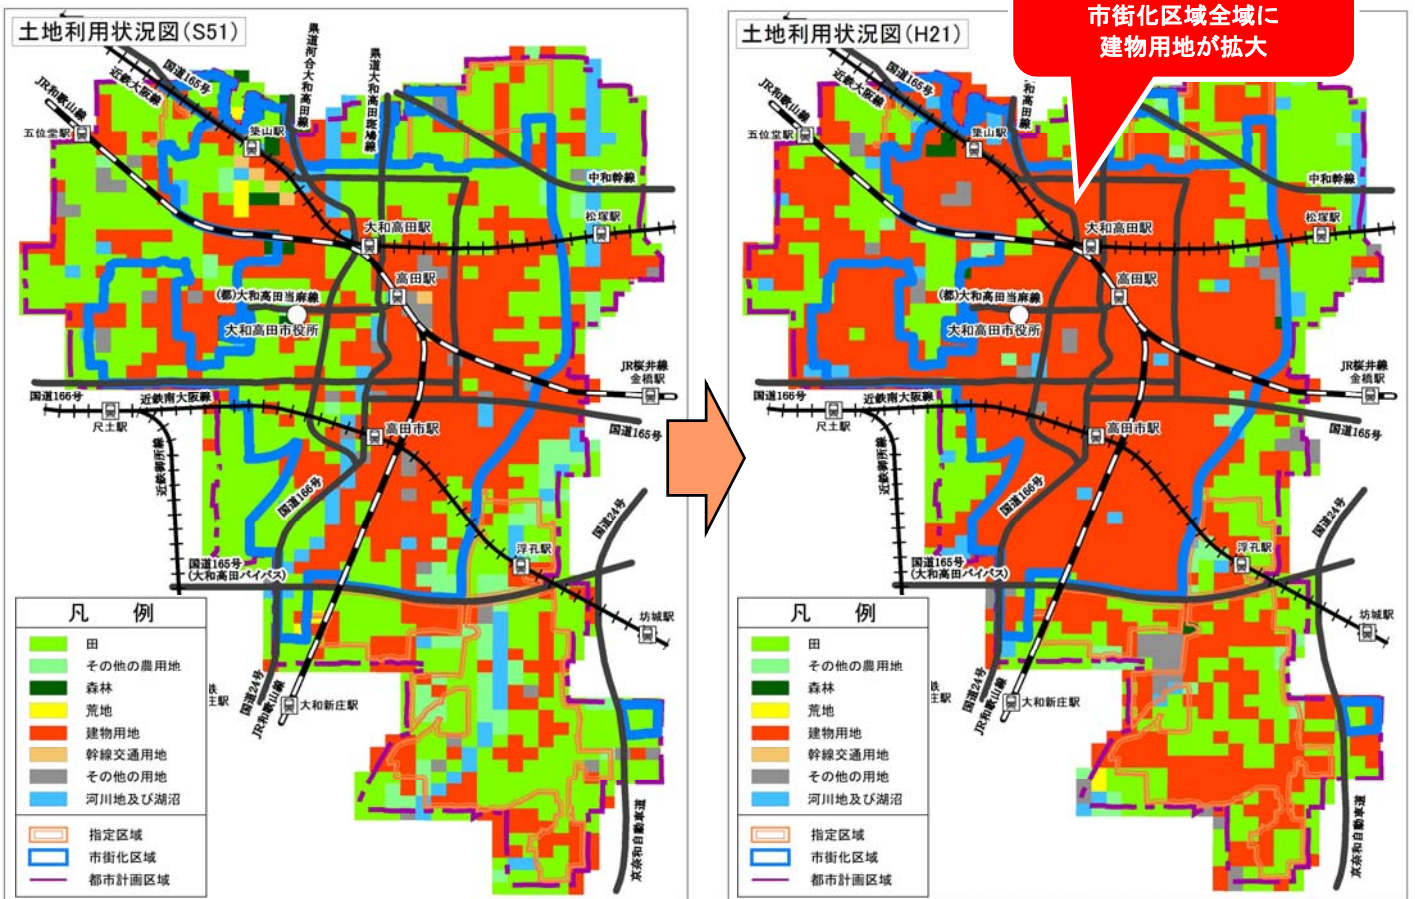 土地利用状況図(S51)
国道165号
近鉄大阪線
県道河合大和高田線
県道大和高田斑鳩線
JR和歌山線
五位堂駅
築山駅
中和幹線
松塚駅
大和高田駅
高田駅
(都)大和高田当麻線
大和高田市役所
JR桜井線
金橋駅
国道166号
近鉄南大阪線
尺土駅
高田市駅
国道165号
近鉄御所線
国道166号
国道24号
浮孔駅
国道165号
(大和高田バイパス)
坊城駅
国道24号
JR和歌山線
大和新庄駅
京奈和自動車道
鉄
庄駅
凡 例
田
その他の農用地
森林
荒地
建物用地
幹線交通用地
その他の用地
河川地及び湖沼
指定区域
市街化区域
都市計画区域
土地利用状況図(H21)
市街化区域全域に
建物用地が拡大
国道165号
近鉄大阪線
和高田線
JR和歌山線
五位堂駅
築山駅
中和幹線
松塚駅
大和高田駅
高田駅
(都)大和高田当麻線
大和高田市役所
JR桜井線
金橋駅
国道166号
近鉄南大阪線
尺土駅
高田市駅
国道165号
近鉄御所線
国道166号
国道24号
浮孔駅
国道165号
(大和高田バイパス)
坊城駅
国道24号
JR和歌山線
大和新庄駅
京奈和自動車道
鉄
庄駅
凡 例
田
その他の農用地
森林
荒地
建物用地
幹線交通用地
その他の用地
河川地及び湖沼
指定区域
市街化区域
都市計画区域